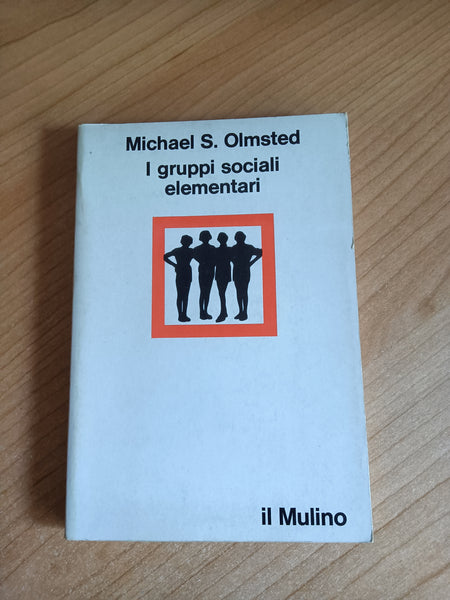 Michael S. Olmsted
I gruppi sociali
elementari
il Mulino